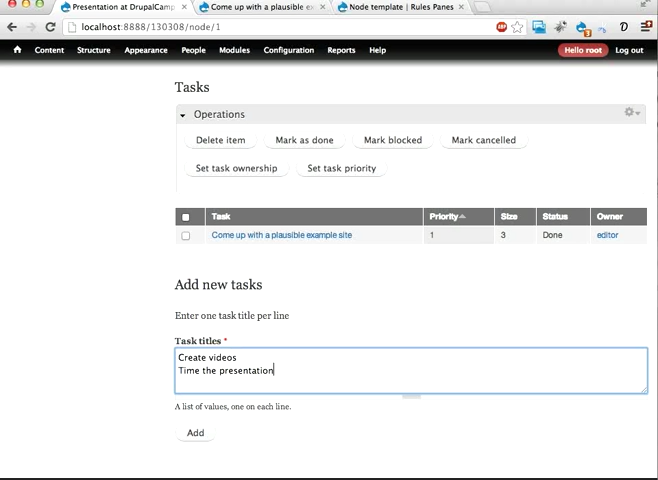 Presentation at DrupalCamp
Come up with a plausible ex
Node template | Rules Panes
localhost:8888/130308/node/1
Content Structure Appearance People Modules Configuration Reports Help Hello root Log out
Tasks
Operations
Delete item Mark as done Mark blocked Mark cancelled
Set task ownership Set task priority
Task Priority Size Status Owner
Come up with a plausible example site 1 3 Done editor
Add new tasks
Enter one task title per line
Task titles *
Create videos
Time the presentation
A list of values, one on each line.
Add